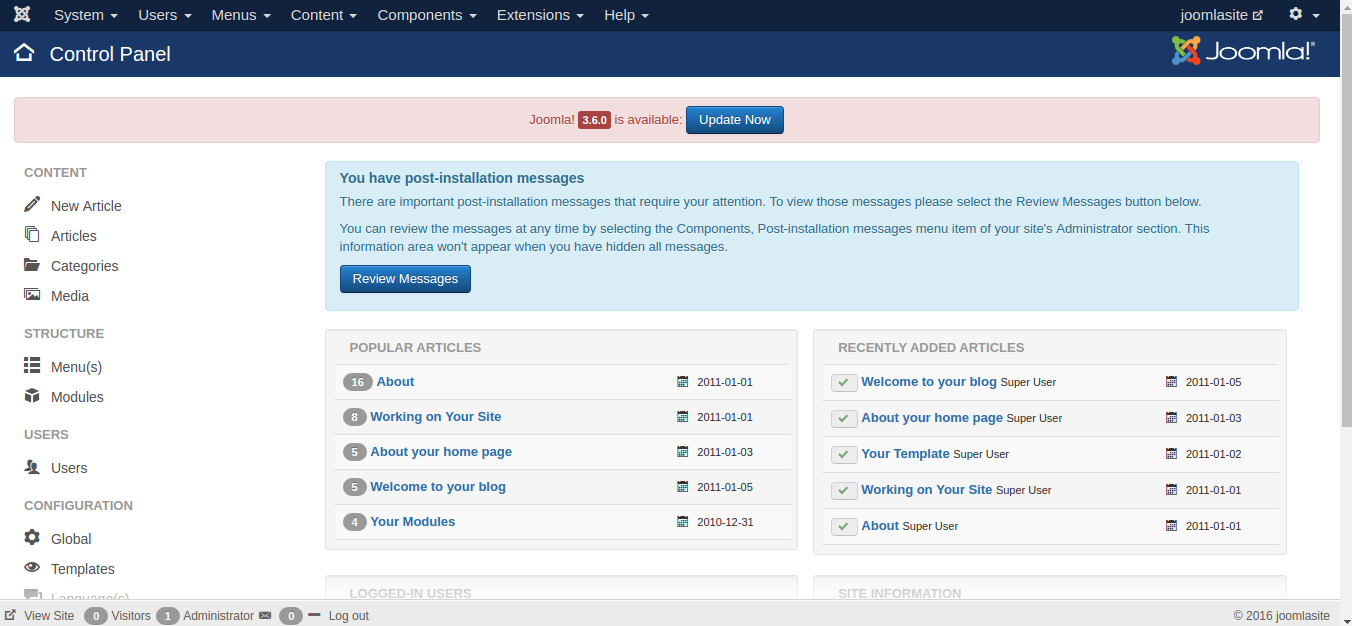 System Users Menus Content Components Extensions Help joomlasite
Control Panel Joomla!®
Joomla! 3.6.0 is available: Update Now
CONTENT
New Article
Articles
Categories
Media
STRUCTURE
Menu(s)
Modules
USERS
Users
CONFIGURATION
Global
Templates
Language(s)
You have post-installation messages
There are important post-installation messages that require your attention. To view those messages please select the Review Messages button below.
You can review the messages at any time by selecting the Components, Post-installation messages menu item of your site's Administrator section. This
information area won't appear when you have hidden all messages.
Review Messages
POPULAR ARTICLES
16 About 2011-01-01
8 Working on Your Site 2011-01-01
5 About your home page 2011-01-03
5 Welcome to your blog 2011-01-05
4 Your Modules 2010-12-31
RECENTLY ADDED ARTICLES
Welcome to your blog Super User 2011-01-05
About your home page Super User 2011-01-03
Your Template Super User 2011-01-02
Working on Your Site Super User 2011-01-01
About Super User 2011-01-01
LOGGED-IN USERS
SITE INFORMATION
View Site 0 Visitors 1 Administrator 0 Log out © 2016 joomlasite